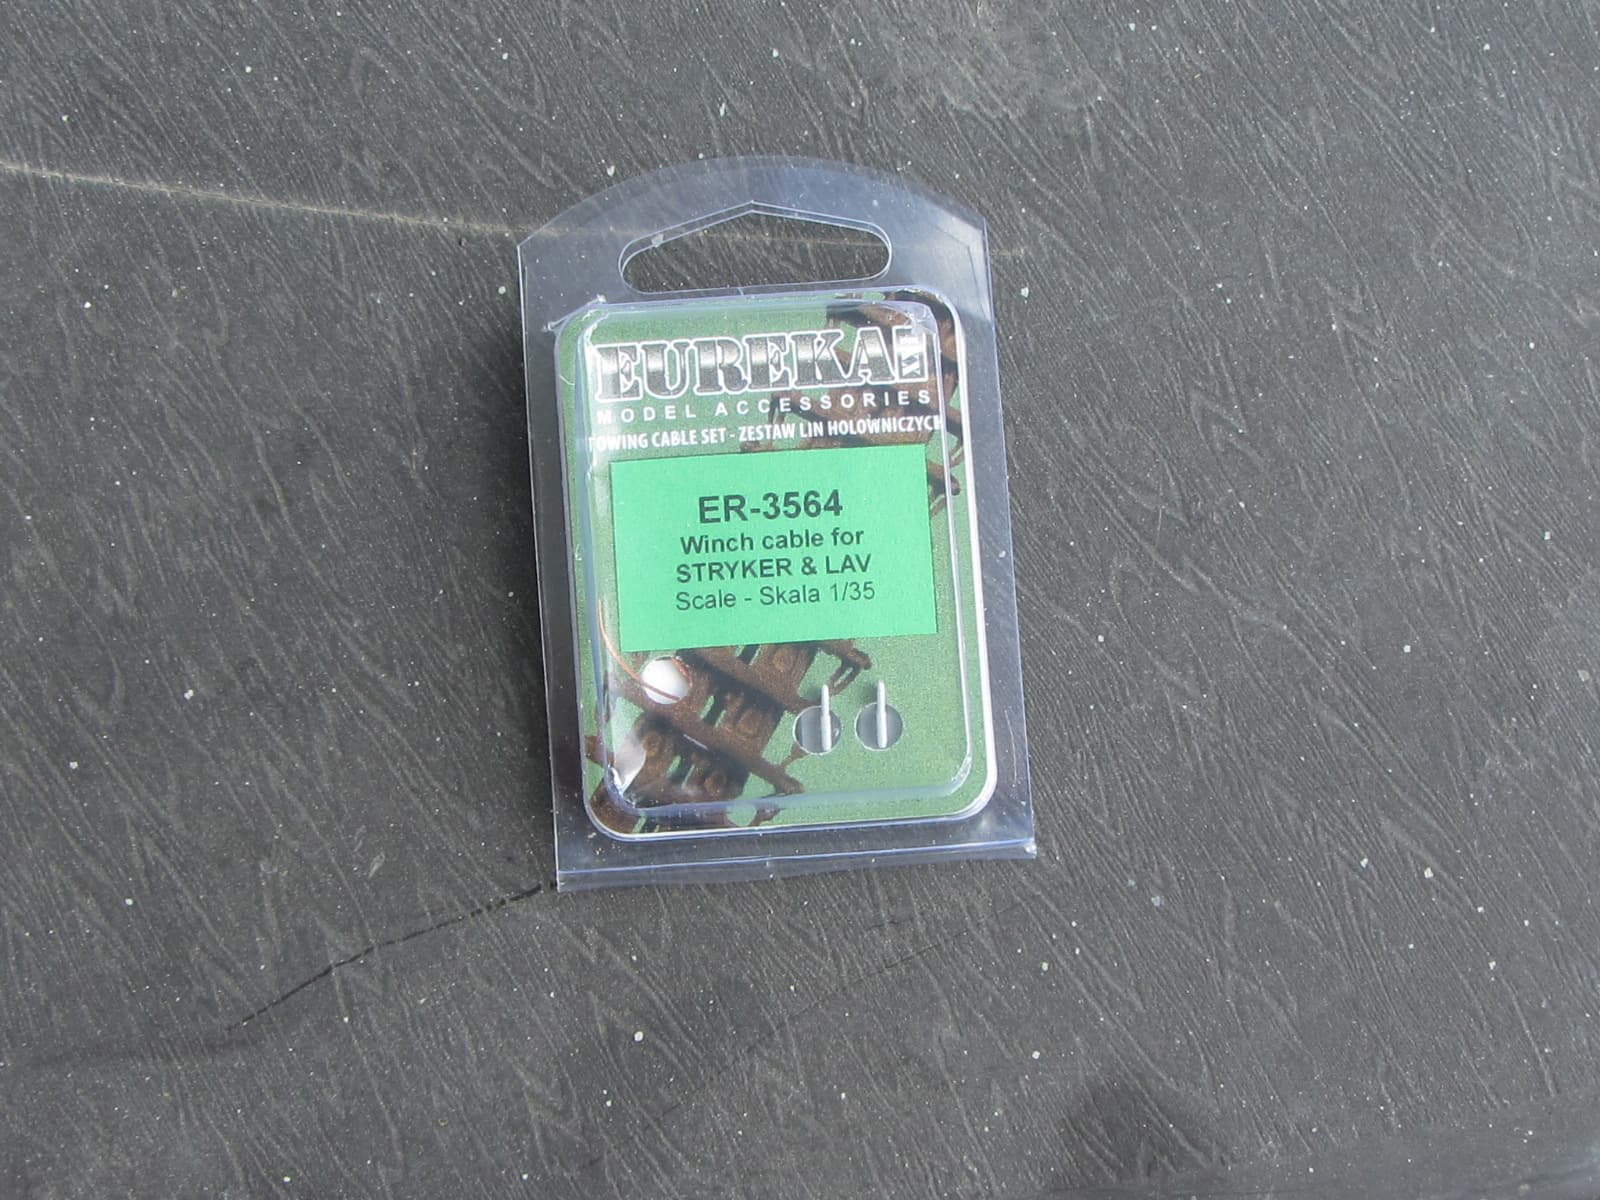 EUREKA XXL
MODEL ACCESSORIES
TOWING CABLE SET - ZESTAW LIN HOLOWNICZYCH
ER-3564
Winch cable for
STRYKER & LAV
Scale - Skala 1/35